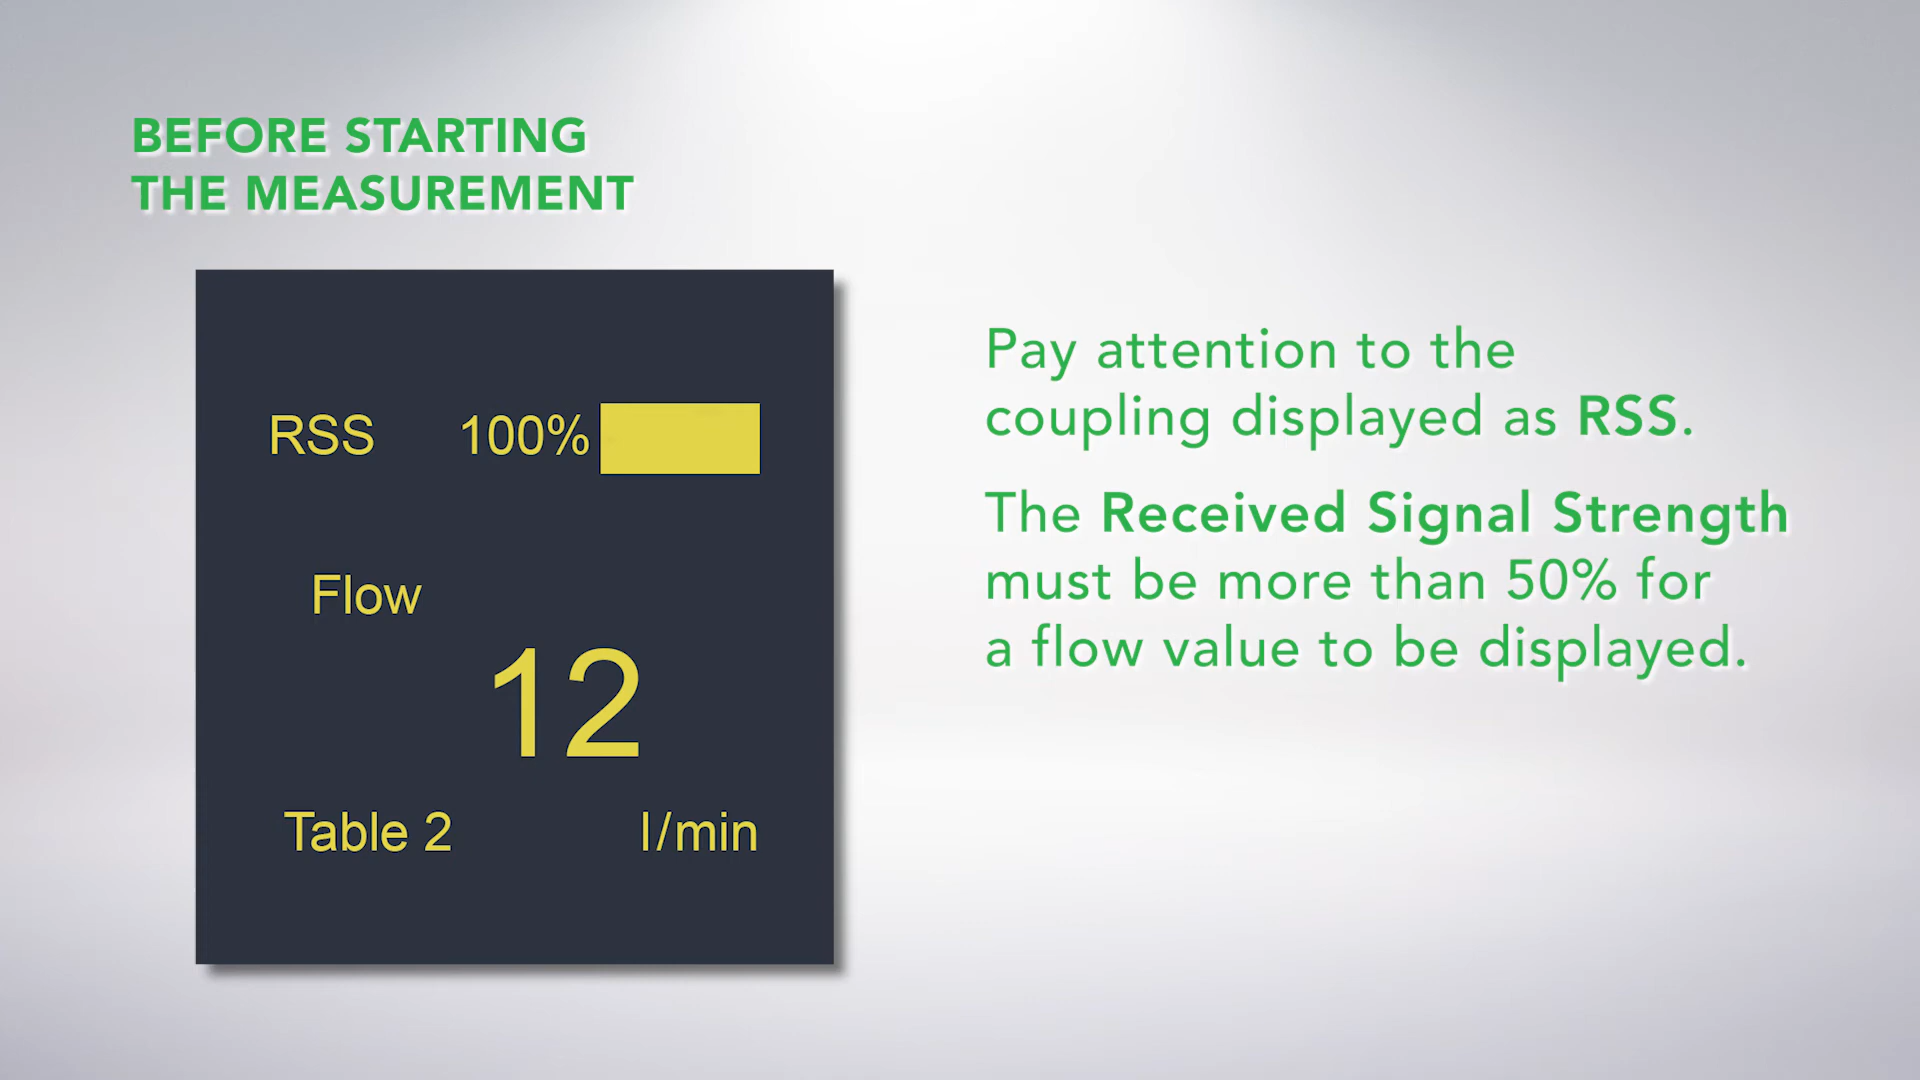 BEFORE STARTING
THE MEASUREMENT
RSS 100%
Flow
12
Table 2 l/min
Pay attention to the
coupling displayed as RSS.
The Received Signal Strength
must be more than 50% for
a flow value to be displayed.